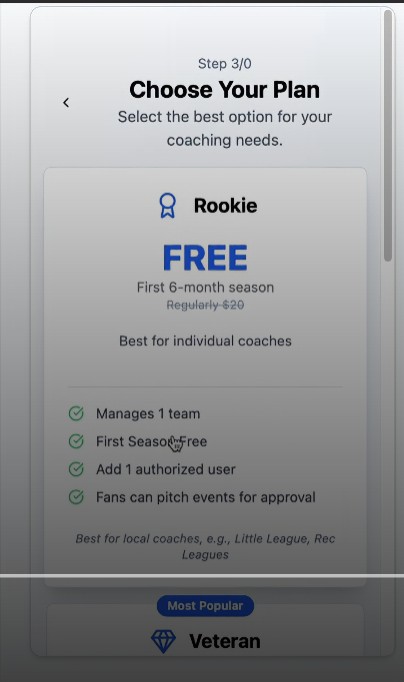 Step 3/0
Choose Your Plan
Select the best option for your
coaching needs.
Rookie
FREE
First 6-month season
Regularly $20
Best for individual coaches
Manages 1 team
First Season Free
Add 1 authorized user
Fans can pitch events for approval
Best for local coaches, e.g., Little League, Rec
Leagues
Most Popular
Veteran